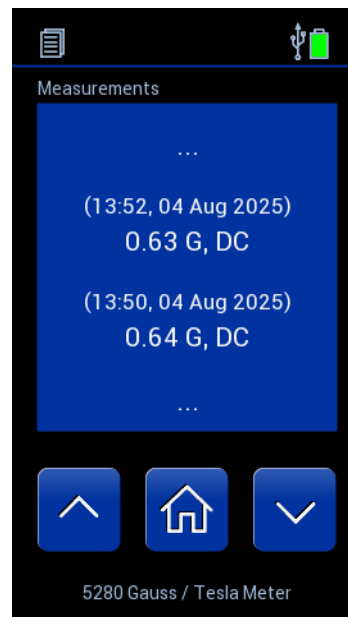 Measurements
...
(13:52, 04 Aug 2025)
0.63 G, DC
(13:50, 04 Aug 2025)
0.64 G, DC
...
5280 Gauss / Tesla Meter